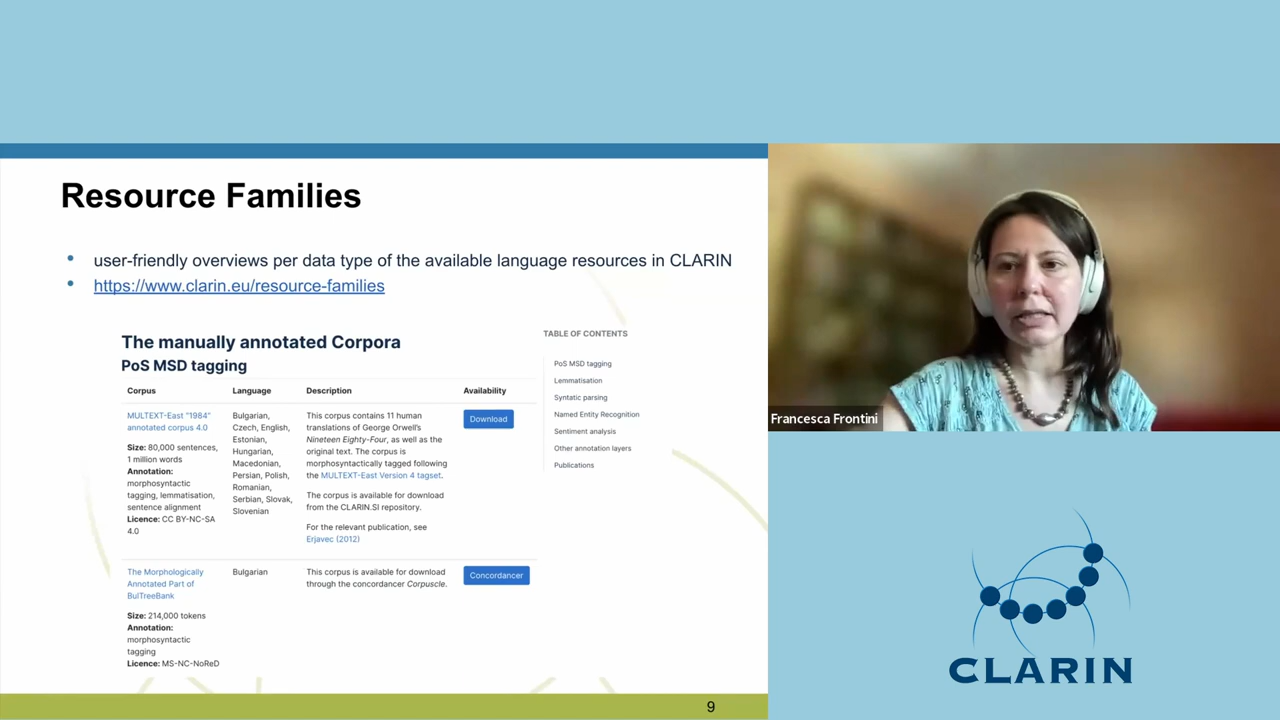 Resource Families
• user-friendly overviews per data type of the available language resources in CLARIN
• https://www.clarin.eu/resource-families
The manually annotated Corpora
PoS MSD tagging
Corpus Language Description Availability
MULTEXT-East "1984"
annotated corpus 4.0
Size: 80,000 sentences,
1 million words
Annotation:
morphosyntactic
tagging, lemmatisation,
sentence alignment
Licence: CC BY-NC-SA
4.0
Bulgarian,
Czech, English,
Estonian,
Hungarian,
Macedonian,
Persian, Polish,
Romanian,
Serbian, Slovak,
Slovenian
This corpus contains 11 human
translations of George Orwell's
Nineteen Eighty-Four, as well as the
original text. The corpus is
morphosyntactically tagged following
the MULTEXT-East Version 4 tagset.
The corpus is available for download
from the CLARIN.SI repository.
For the relevant publication, see
Erjavec (2012)
Download
The Morphologically
Annotated Part of
BulTreeBank
Size: 214,000 tokens
Annotation:
morphosyntactic
tagging
Licence: MS-NC-NoReD
Bulgarian
This corpus is available for download
through the concordancer Corpuscle.
Concordancer
TABLE OF CONTENTS
PoS MSD tagging
Lemmatisation
Syntatic parsing
Named Entity Recognition
Sentiment analysis
Other annotation layers
Publications
9
Francesca Frontini
CLARIN